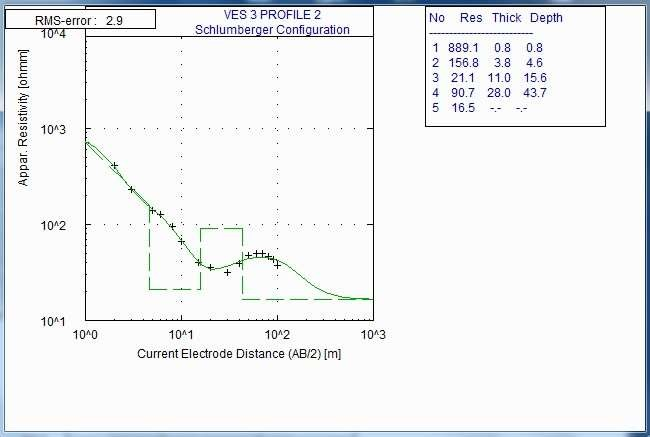 RMS-error: 2.9
VES 3 PROFILE 2
Schlumberger Configuration
No Res Thick Depth
1 889.1 0.8 0.8
2 156.8 3.8 4.6
3 21.1 11.0 15.6
4 90.7 28.0 43.7
5 16.5 -.- -.-
Appar. Resistivity [ohmm]
10^4
10^3
10^2
10^1
10^0 10^1 10^2 10^3
Current Electrode Distance (AB/2) [m]